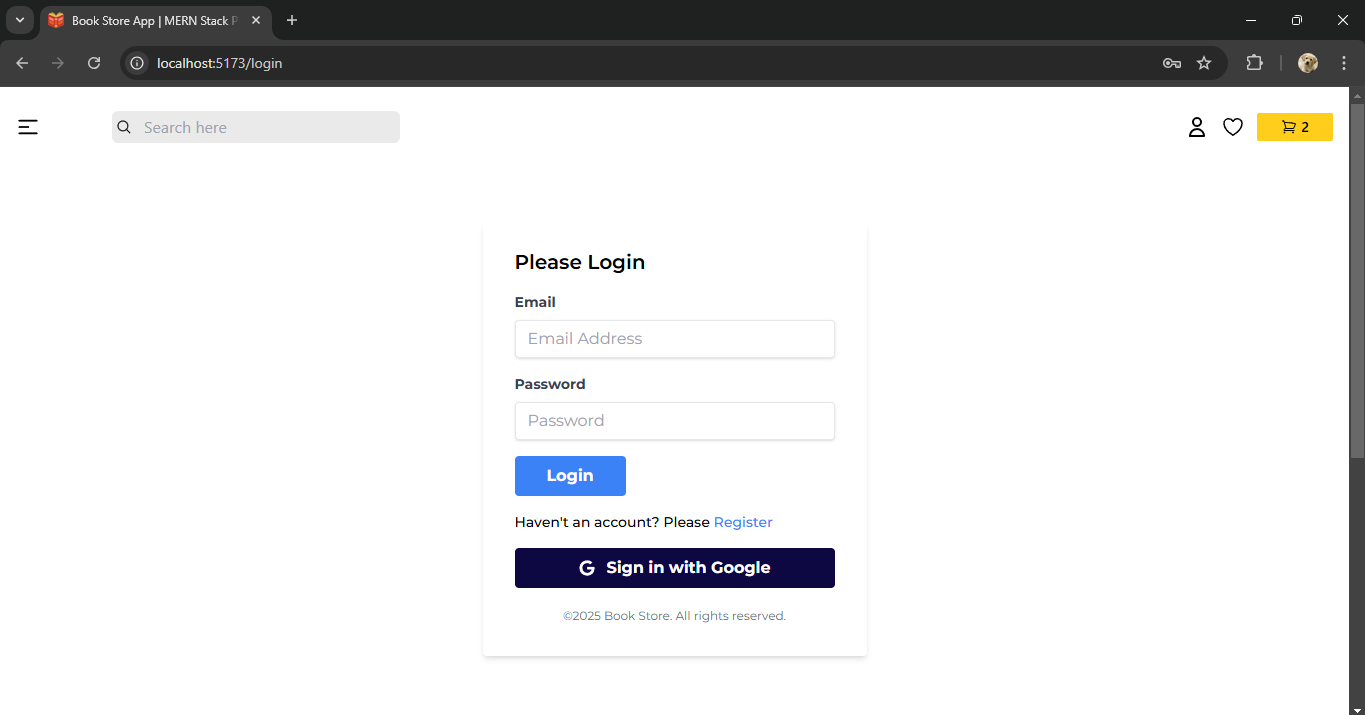 Book Store App | MERN Stack P
localhost:5173/login
Search here
2
Please Login
Email
Email Address
Password
Password
Login
Haven't an account? Please Register
G Sign in with Google
©2025 Book Store. All rights reserved.